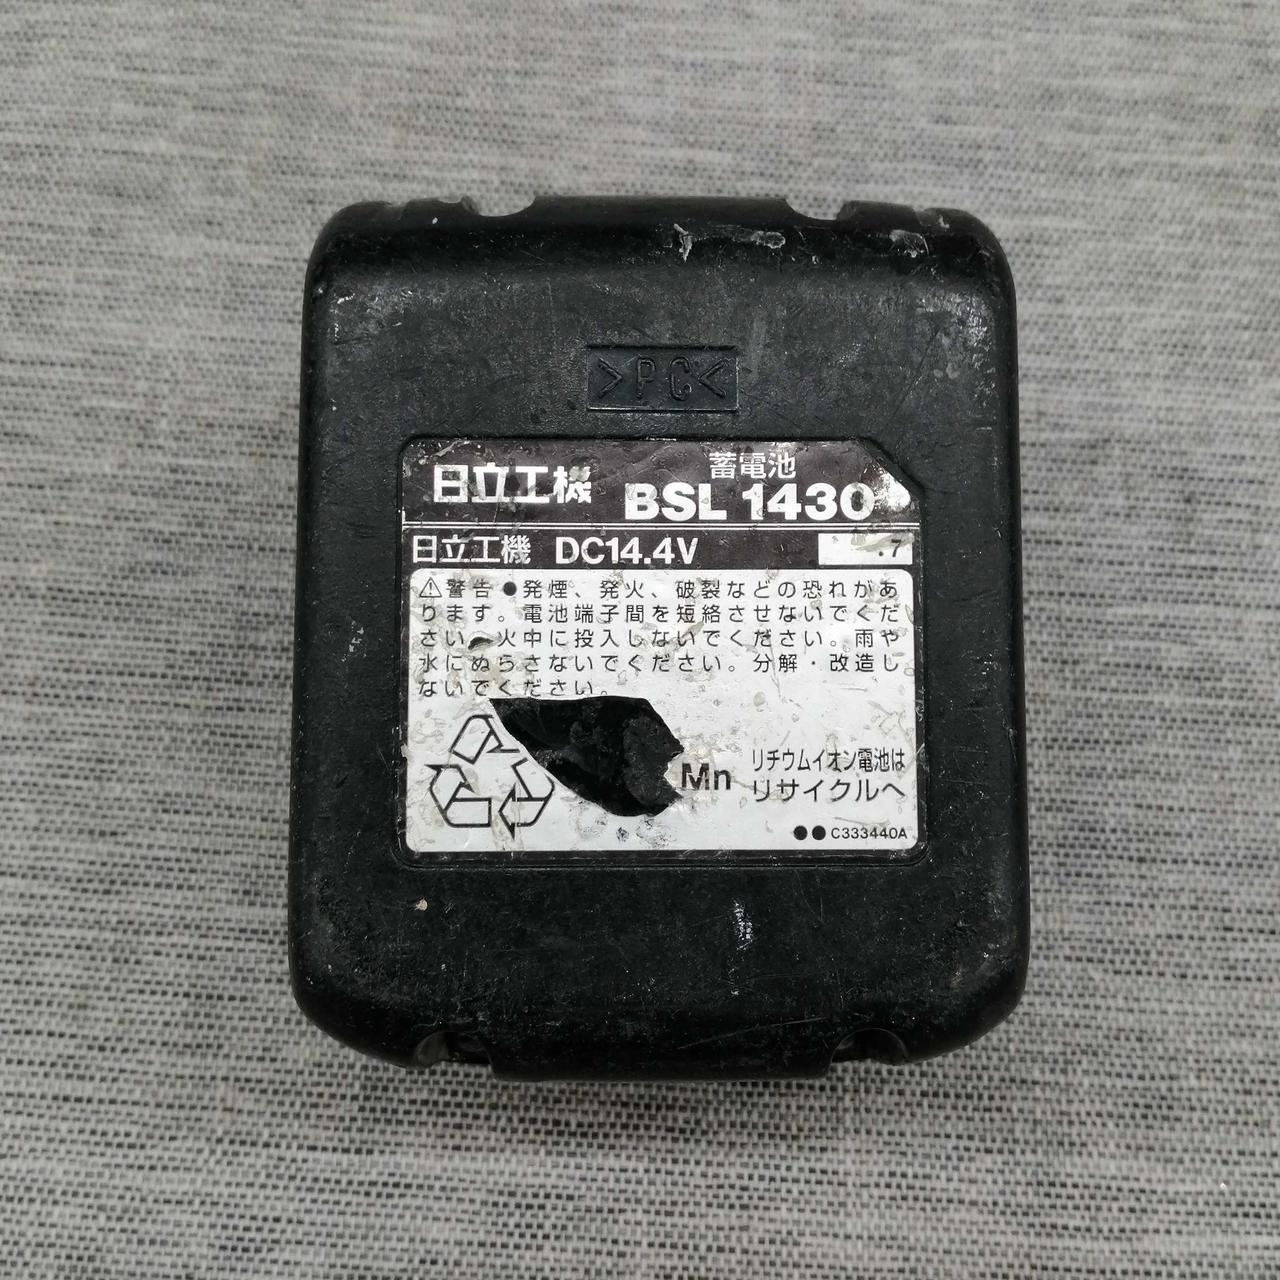 >PC<
日立工機 蓄電池
BSL 1430
日立工機 DC14.4V .7
⚠警告 ●発煙、発火、破裂などの恐れがあ
ります。電池端子間を短絡させないでくだ
さい。火中に投入しないでください。雨や
水にぬらさないでください。分解・改造し
ないでください。
Mn リチウムイオン電池は
リサイクルへ
●●C333440A